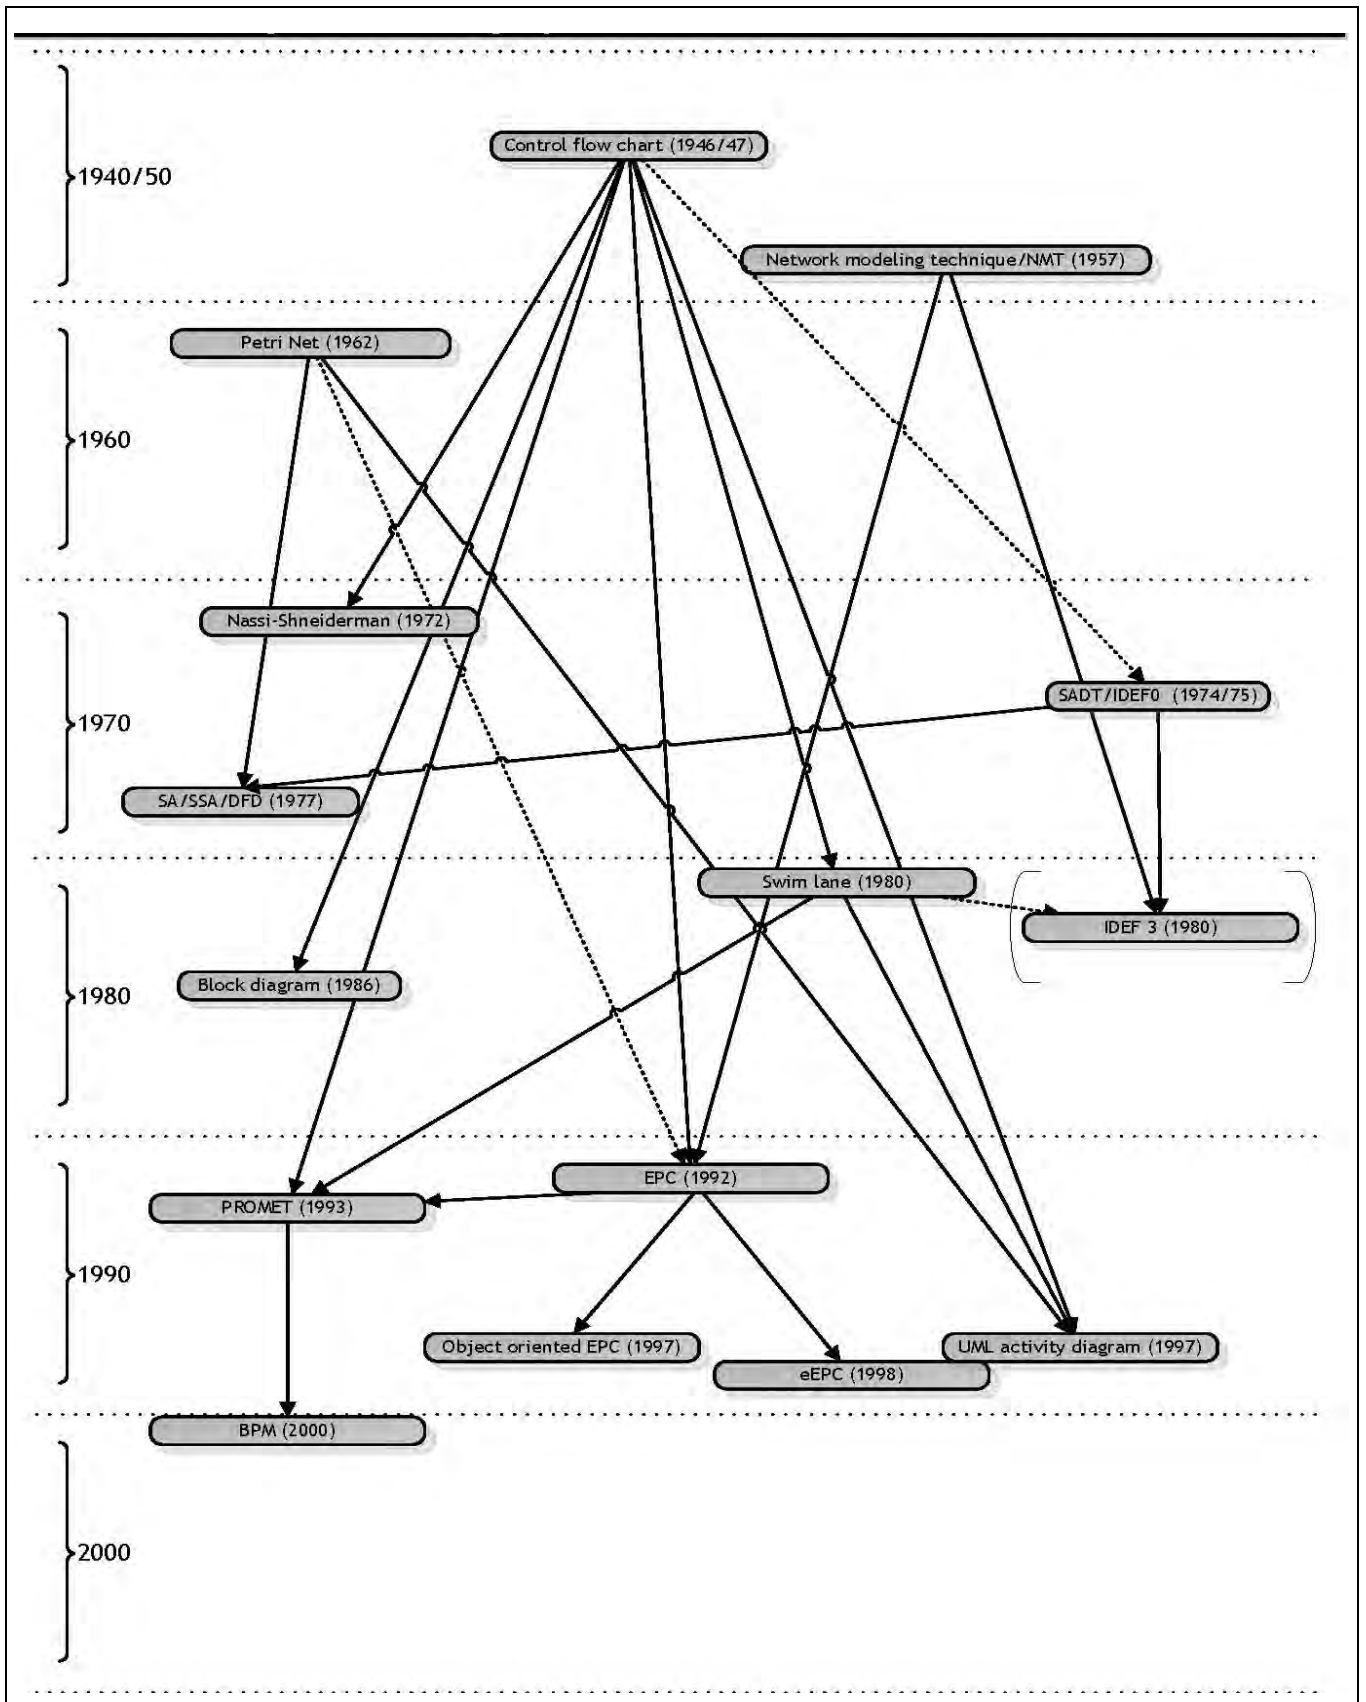 Control flow chart (1946/47)
1940/50
Network modeling technique/NMT (1957)
Petri Net (1962)
1960
Nassi-Shneiderman (1972)
SADT/IDEF0 (1974/75)
1970
SA/SSA/DFD (1977)
Swim lane (1980)
IDEF 3 (1980)
Block diagram (1986)
1980
EPC (1992)
PROMET (1993)
1990
Object oriented EPC (1997)
UML activity diagram (1997)
eEPC (1998)
BPM (2000)
2000